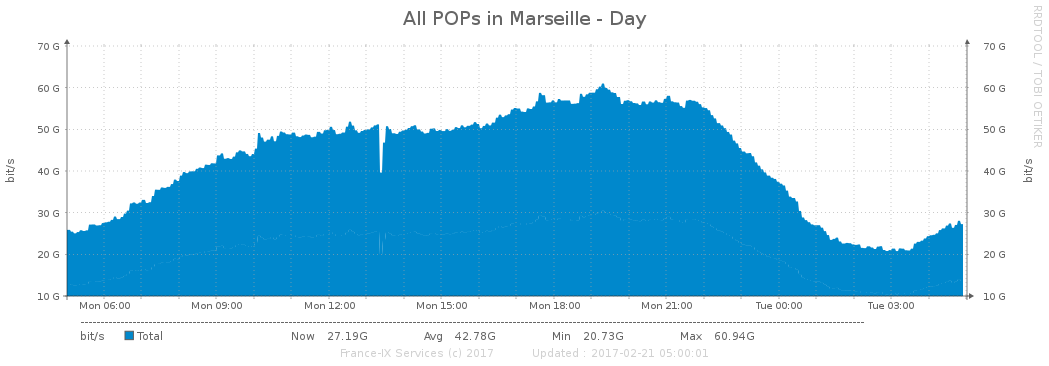 All POPs in Marseille - Day
RRDTOOL / TOBI OETIKER
70 G 70 G
60 G 60 G
50 G 50 G
40 G 40 G
30 G 30 G
20 G 20 G
10 G 10 G
bit/s bit/s
Mon 06:00 Mon 09:00 Mon 12:00 Mon 15:00 Mon 18:00 Mon 21:00 Tue 00:00 Tue 03:00
bit/s Total Now 27.19G Avg 42.78G Min 20.73G Max 60.94G
France-IX Services (c) 2017 Updated : 2017-02-21 05:00:01